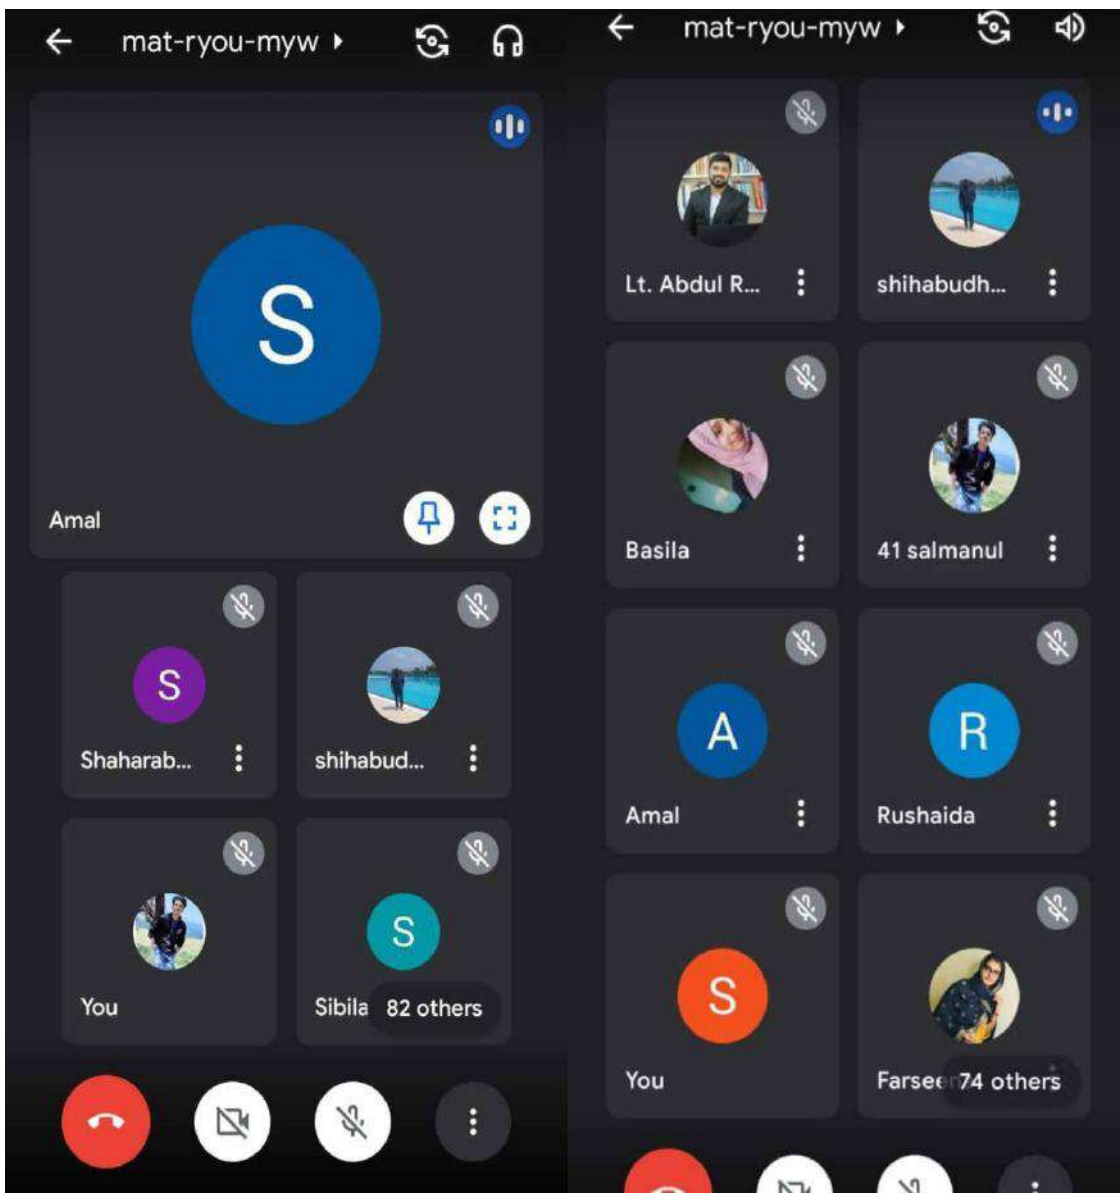 mat-ryou-myw
S
Amal
S
Shaharab...
shihabud...
S
You
Sibila
82 others
mat-ryou-myw
Lt. Abdul R...
shihabudh...
Basila
41 salmanul
A
R
Amal
Rushaida
S
You
Farsee
74 others